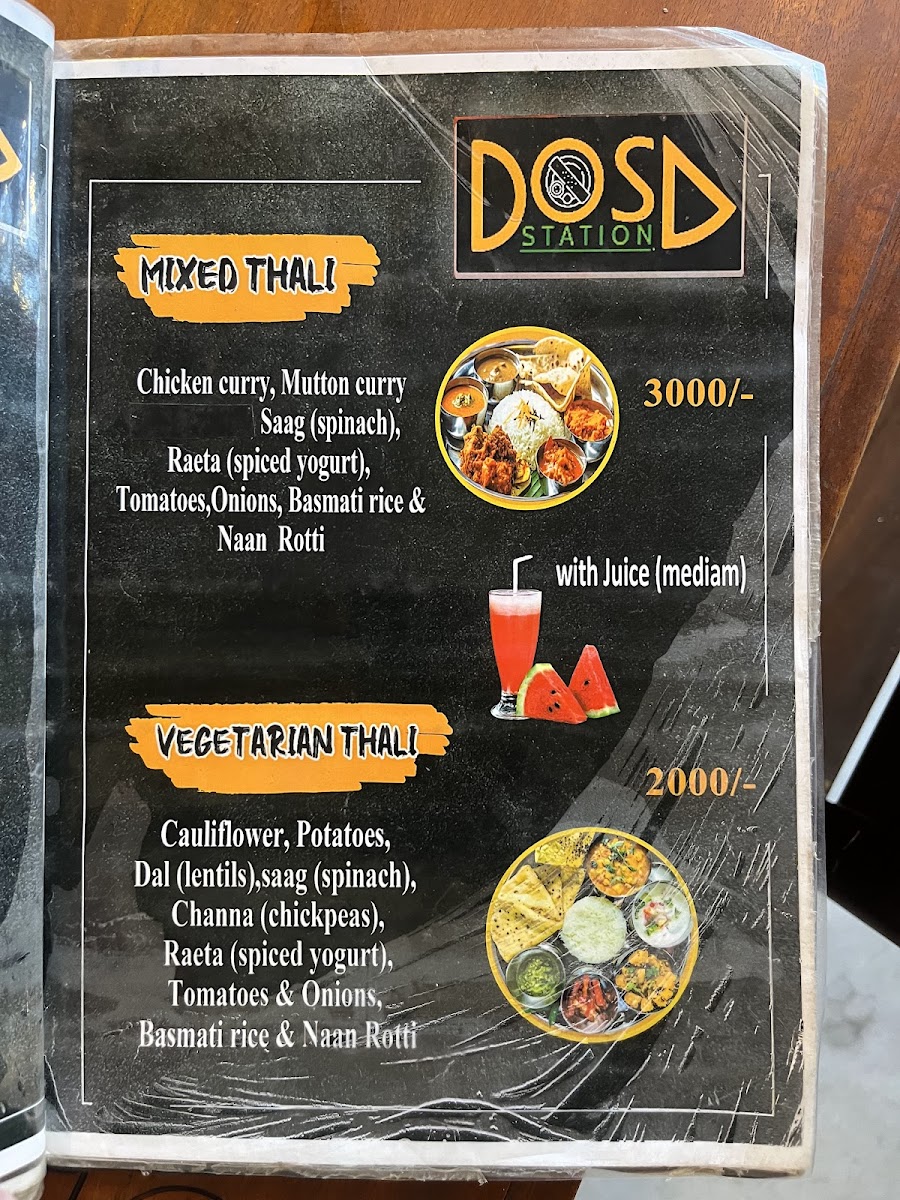 DOSA
STATION
MIXED THALI
Chicken curry, Mutton curry
Saag (spinach),
Raeta (spiced yogurt),
Tomatoes,Onions, Basmati rice &
Naan Rotti
3000/-
with Juice (mediam)
VEGETARIAN THALI
2000/-
Cauliflower, Potatoes,
Dal (lentils),saag (spinach),
Channa (chickpeas),
Raeta (spiced yogurt),
Tomatoes & Onions,
Basmati rice & Naan Rotti